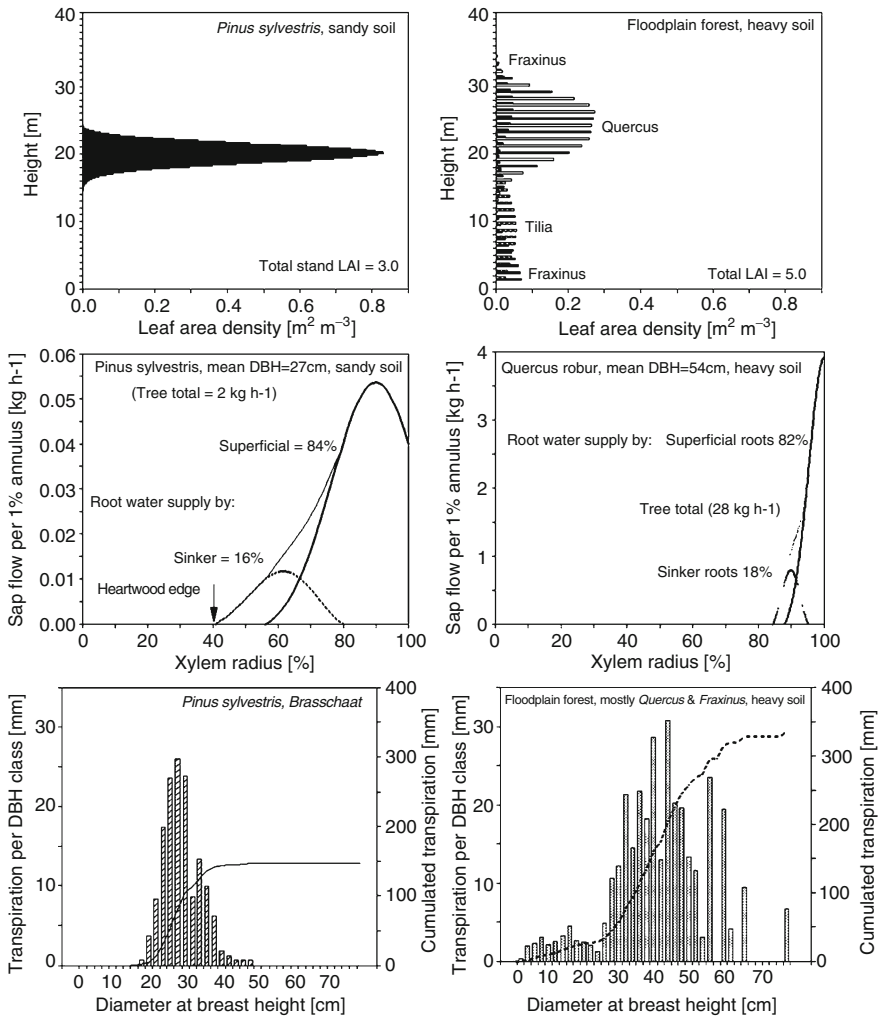 Pinus sylvestris, sandy soil
40
30
20
10
0
Height [m]
Total stand LAI = 3.0
0.0 0.2 0.4 0.6 0.8
Leaf area density [m² m⁻³]
Floodplain forest, heavy soil
40
30
20
10
0
Height [m]
Fraxinus
Quercus
Tilia
Fraxinus
Total LAI = 5.0
0.0 0.2 0.4 0.6 0.8
Leaf area density [m² m⁻³]
Pinus sylvestris, mean DBH=27cm, sandy soil
(Tree total = 2 kg h-1)
0.06
0.05
0.04
0.03
0.02
0.01
0.00
Sap flow per 1% annulus [kg h-1]
Superficial = 84%
Root water supply by:
Sinker = 16%
Heartwood edge
0 20 40 60 80 100
Xylem radius [%]
Quercus robur, mean DBH=54cm, heavy soil
4
3
2
1
0
Sap flow per 1% annulus [kg h-1]
Root water supply by: Superficial roots 82%
Tree total (28 kg h-1)
Sinker roots 18%
0 20 40 60 80 100
Xylem radius [%]
Pinus sylvestris, Brasschaat
30
20
10
0
Transpiration per DBH class [mm]
400
300
200
150
100
0
Cumulated transpiration [mm]
0 10 20 30 40 50 60 70
Diameter at breast height [cm]
Floodplain forest, mostly Quercus & Fraxinus, heavy soil
30
20
10
0
Transpiration per DBH class [mm]
400
300
200
100
0
Cumulated transpiration [mm]
0 10 20 30 40 50 60 70
Diameter at breast height [cm]